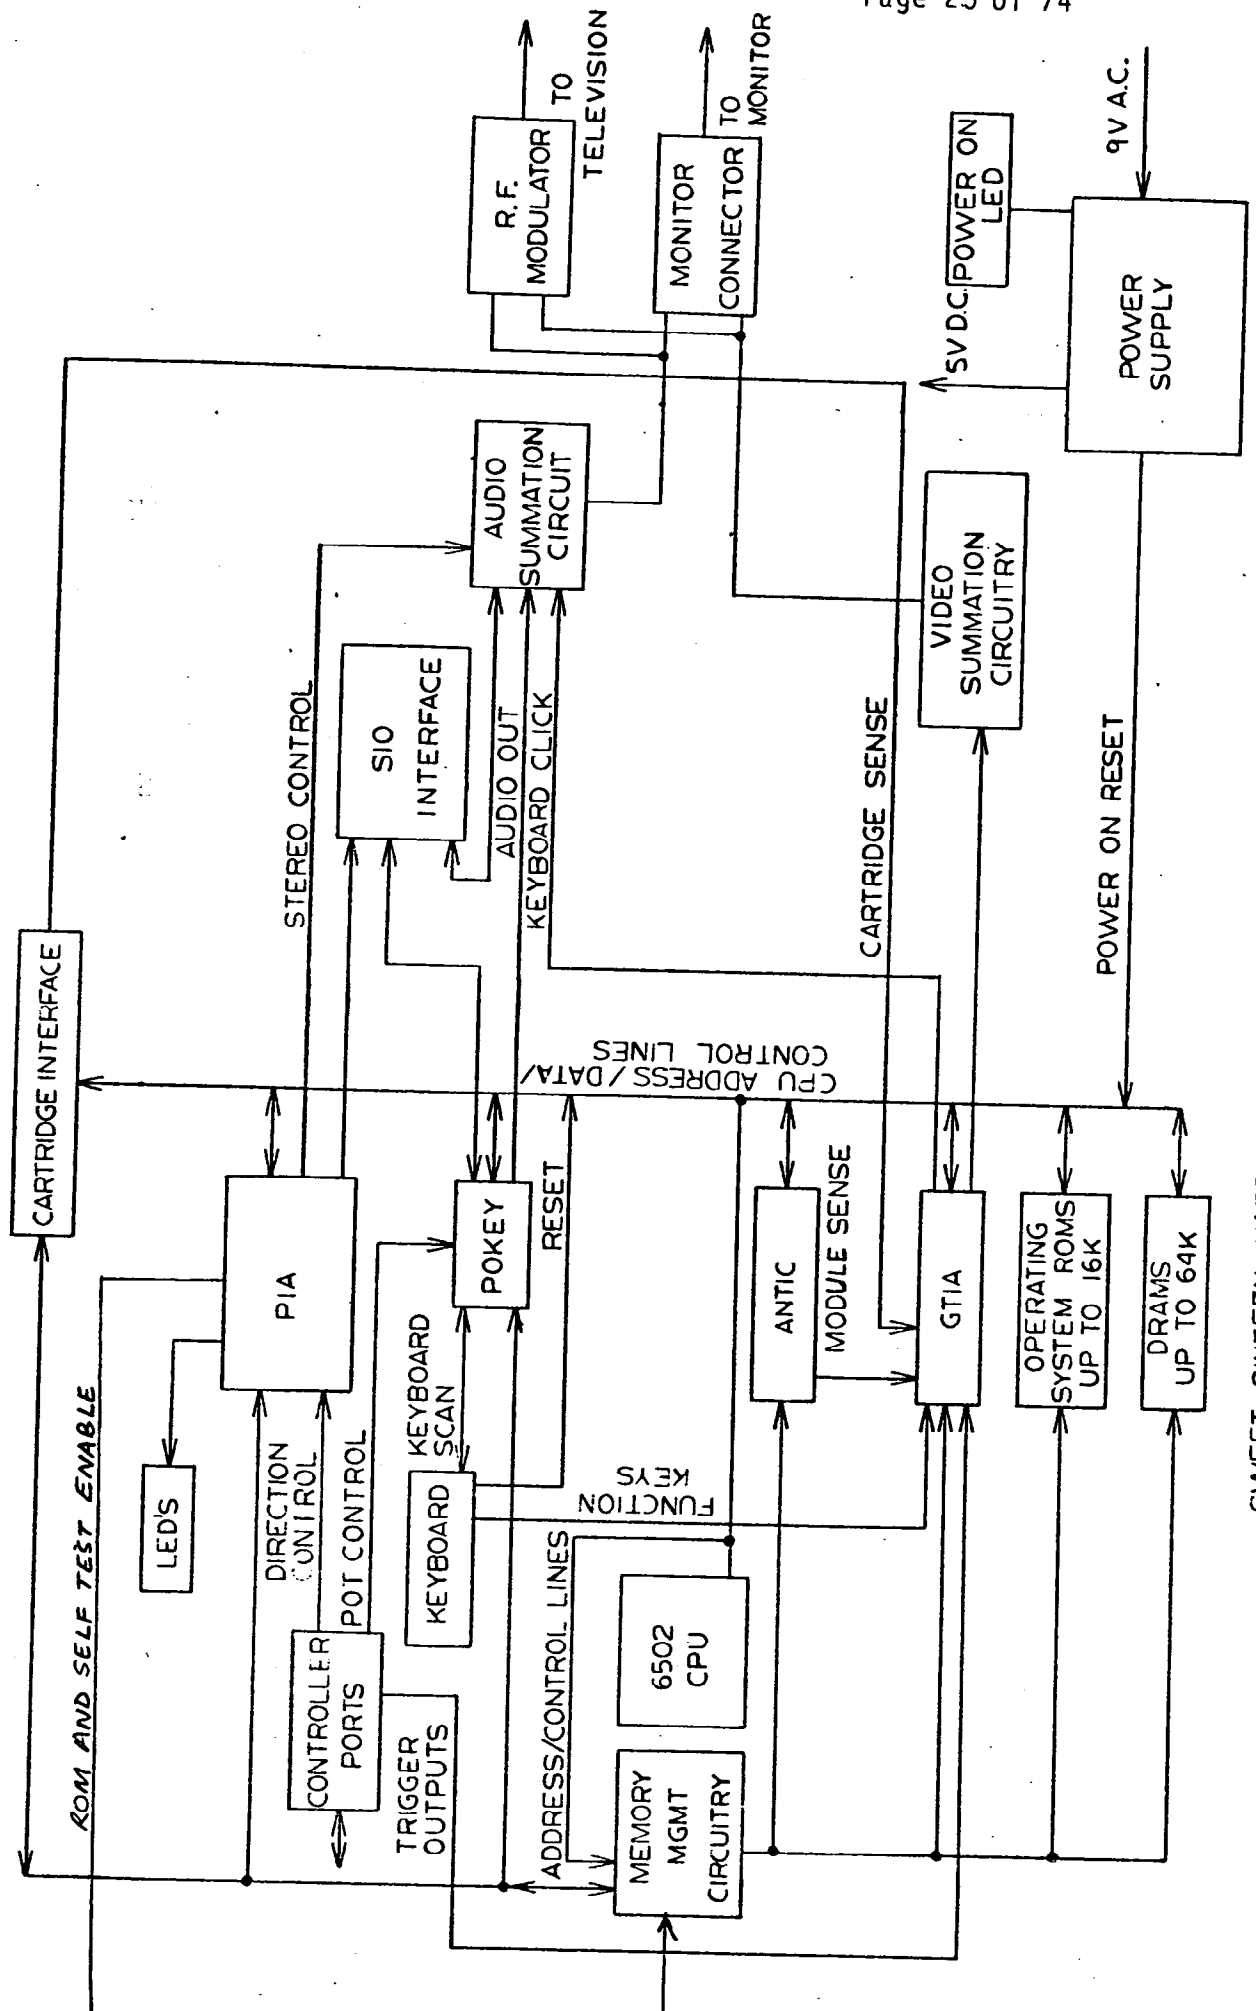 Page 25 of 74
ROM AND SELF TEST ENABLE
CARTRIDGE INTERFACE
LED'S
PIA
STEREO CONTROL
DIRECTION
CONTROL
POT CONTROL
CONTROLLER
PORTS
TRIGGER
OUTPUTS
KEYBOARD
KEYBOARD
SCAN
POKEY
RESET
SIO
INTERFACE
AUDIO OUT
KEYBOARD CLICK
AUDIO
SUMMATION
CIRCUIT
R.F.
MODULATOR
TO
TELEVISION
MONITOR
CONNECTOR
TO
MONITOR
FUNCTION
KEYS
CPU ADDRESS/DATA/
CONTROL LINES
ADDRESS/CONTROL LINES
6502
CPU
MEMORY
MGMT
CIRCUITRY
ANTIC
MODULE SENSE
GTIA
CARTRIDGE SENSE
VIDEO
SUMMATION
CIRCUITRY
OPERATING
SYSTEM ROMS
UP TO 16K
DRAMS
UP TO 64K
POWER ON RESET
5V D.C.
POWER ON
LED
POWER
SUPPLY
9V A.C.